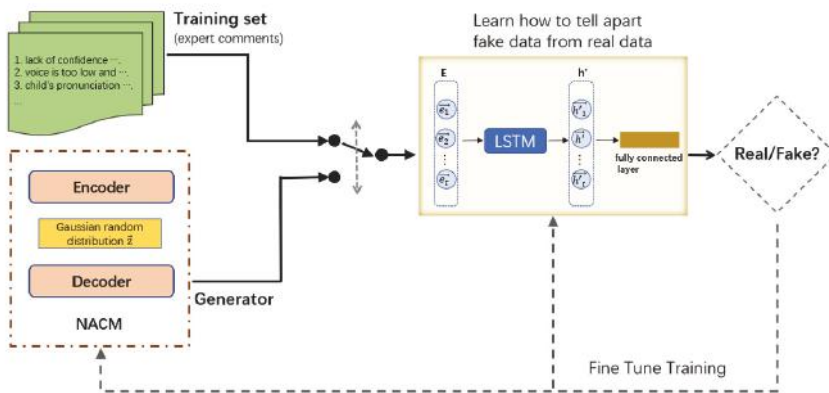 Training set
(expert comments)
1. lack of confidence ….
2. voice is too low and ….
3. child's pronunciation ….
...
Learn how to tell apart
fake data from real data
E
h'
LSTM
fully connected
layer
Real/Fake?
Encoder
Gaussian random
distribution z⃗
Decoder
NACM
Generator
Fine Tune Training